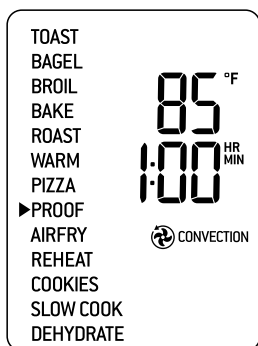 TOAST
BAGEL
BROIL
BAKE
ROAST
WARM
PIZZA
▶PROOF
AIRFRY
REHEAT
COOKIES
SLOW COOK
DEHYDRATE
85 °F
1:00 HR MIN
CONVECTION